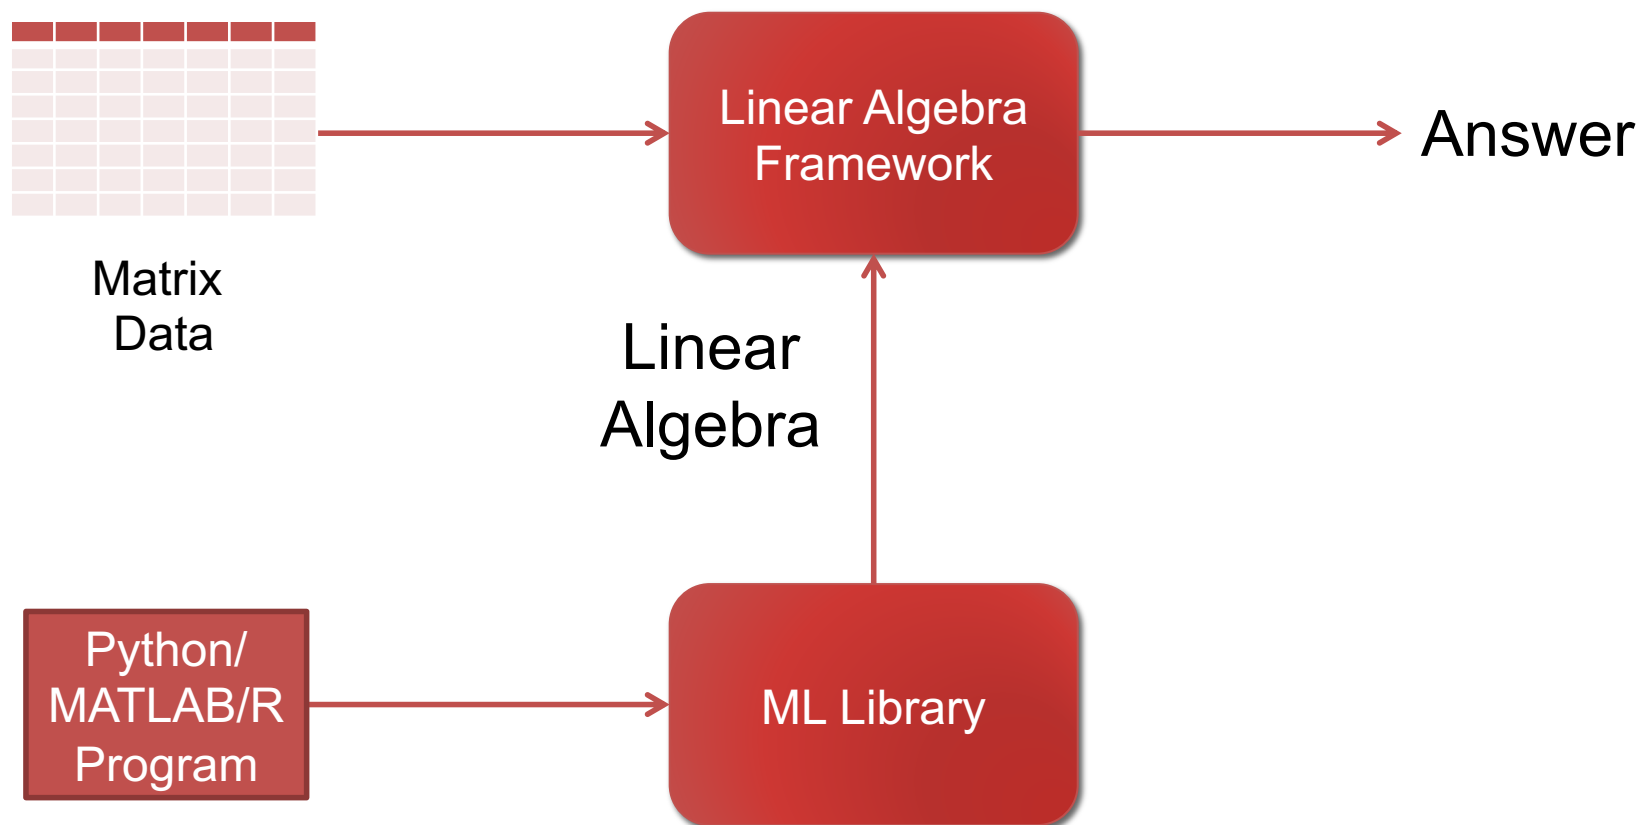 Linear Algebra
Framework
Answer
Matrix
Data
Linear
Algebra
Python/
MATLAB/R
Program
ML Library